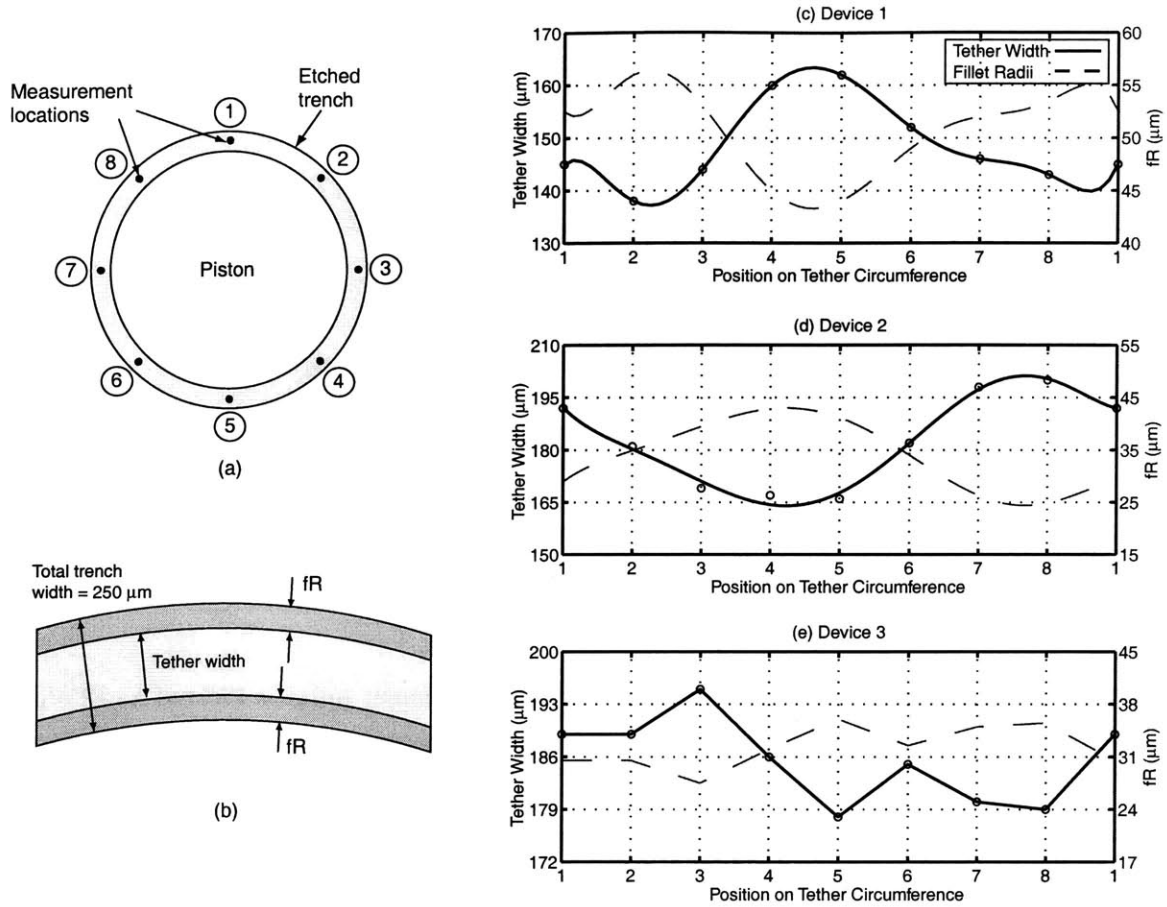 Measurement
locations
Etched
trench
1
2
3
4
5
6
7
8
Piston
(a)
Total trench
width = 250 μm
fR
Tether width
fR
(b)
(c) Device 1
Tether Width
Fillet Radii
170
160
150
140
130
Tether Width (μm)
60
55
50
45
40
fR (μm)
1 2 3 4 5 6 7 8 1
Position on Tether Circumference
(d) Device 2
210
195
180
165
150
Tether Width (μm)
55
45
35
25
15
fR (μm)
1 2 3 4 5 6 7 8 1
Position on Tether Circumference
(e) Device 3
200
193
186
179
172
Tether Width (μm)
45
38
31
24
17
fR (μm)
1 2 3 4 5 6 7 8 1
Position on Tether Circumference